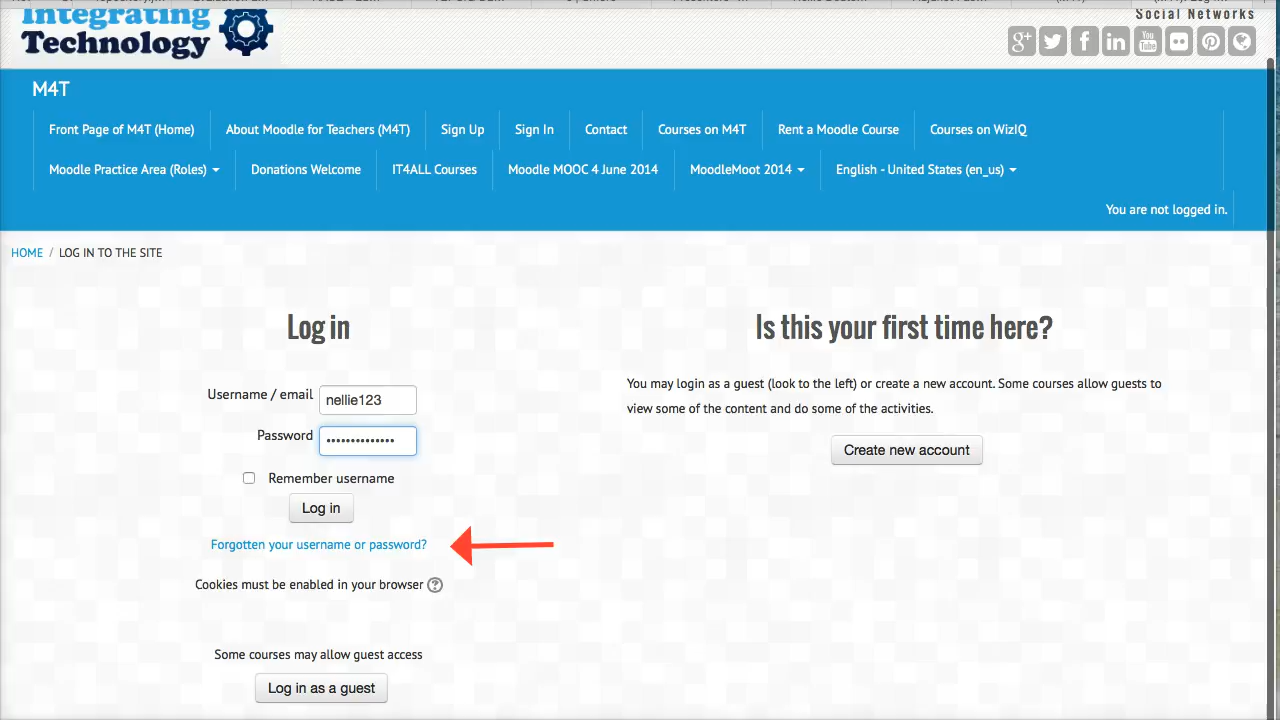 Integrating
Technology
Social Networks
You
Tube
M4T
Front Page of M4T (Home)
About Moodle for Teachers (M4T)
Sign Up
Sign In
Contact
Courses on M4T
Rent a Moodle Course
Courses on WizIQ
Moodle Practice Area (Roles)
Donations Welcome
IT4ALL Courses
Moodle MOOC 4 June 2014
MoodleMoot 2014
English - United States (en_us)
You are not logged in.
HOME / LOG IN TO THE SITE
Log in
Username / email
nellie123
Password
••••••••••••••
Remember username
Log in
Forgotten your username or password?
Cookies must be enabled in your browser
Some courses may allow guest access
Log in as a guest
Is this your first time here?
You may login as a guest (look to the left) or create a new account. Some courses allow guests to
view some of the content and do some of the activities.
Create new account